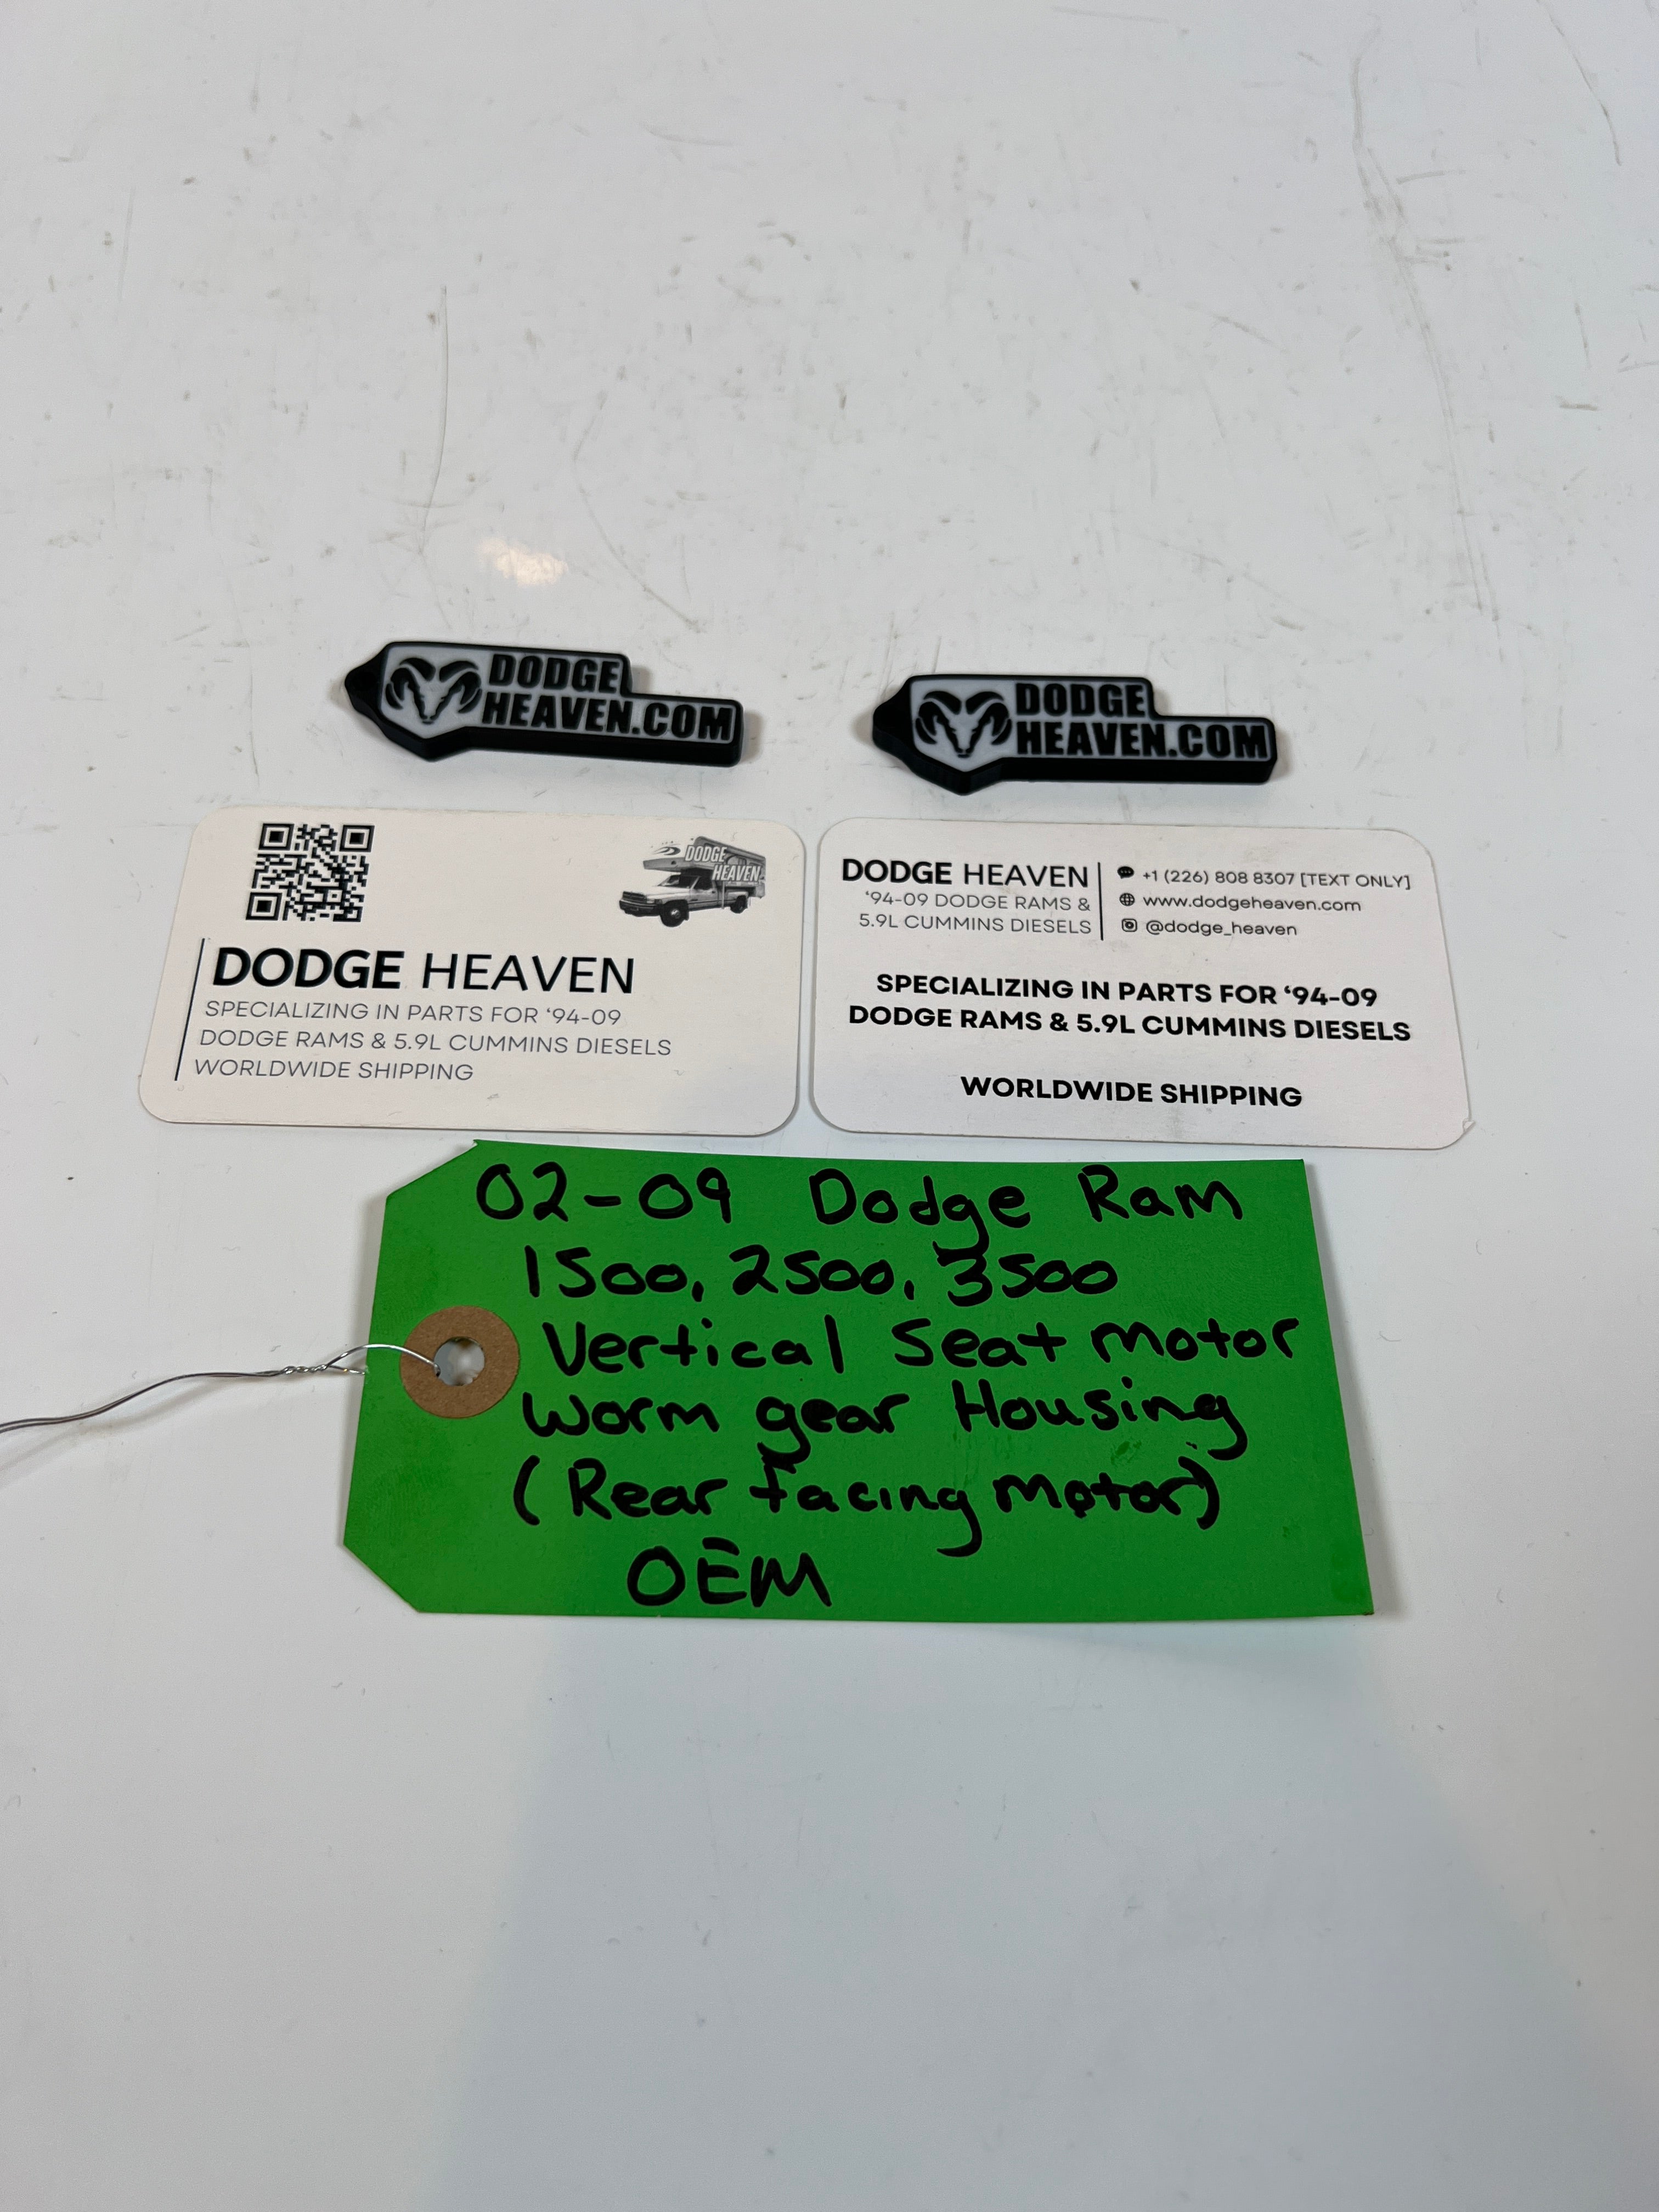 DODGE
HEAVEN.COM
DODGE
HEAVEN.COM
DODGE
HEAVEN
DODGE HEAVEN
SPECIALIZING IN PARTS FOR ‘94-09
DODGE RAMS & 5.9L CUMMINS DIESELS
WORLDWIDE SHIPPING
DODGE HEAVEN
‘94-09 DODGE RAMS &
5.9L CUMMINS DIESELS
+1 (226) 808 8307 [TEXT ONLY]
www.dodgeheaven.com
@dodge_heaven
SPECIALIZING IN PARTS FOR ‘94-09
DODGE RAMS & 5.9L CUMMINS DIESELS
WORLDWIDE SHIPPING
02-09 Dodge Ram
1500, 2500, 3500
Vertical Seat motor
worm gear Housing
(Rear facing motor)
OEM